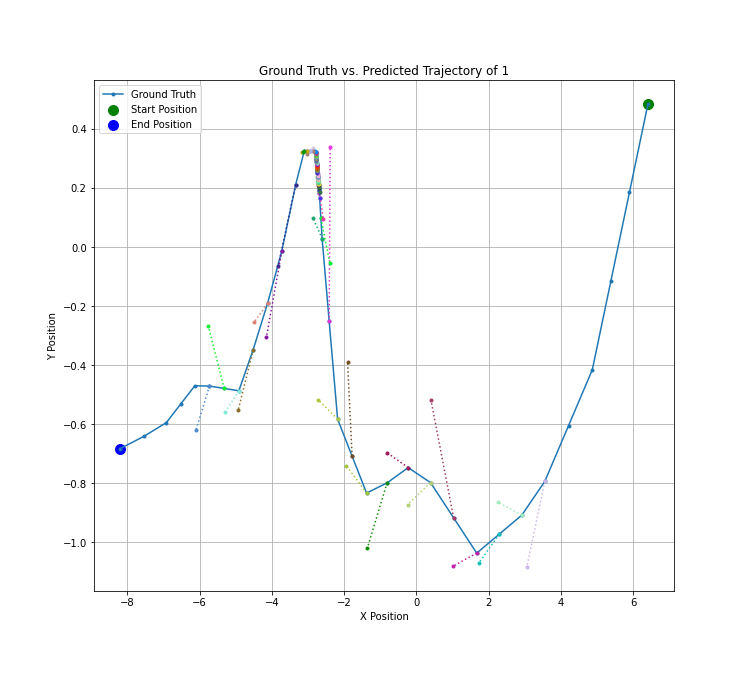 Ground Truth vs. Predicted Trajectory of 1
Ground Truth
Start Position
End Position
Y Position
0.4
0.2
0.0
−0.2
−0.4
−0.6
−0.8
−1.0
−8 −6 −4 −2 0 2 4 6
X Position